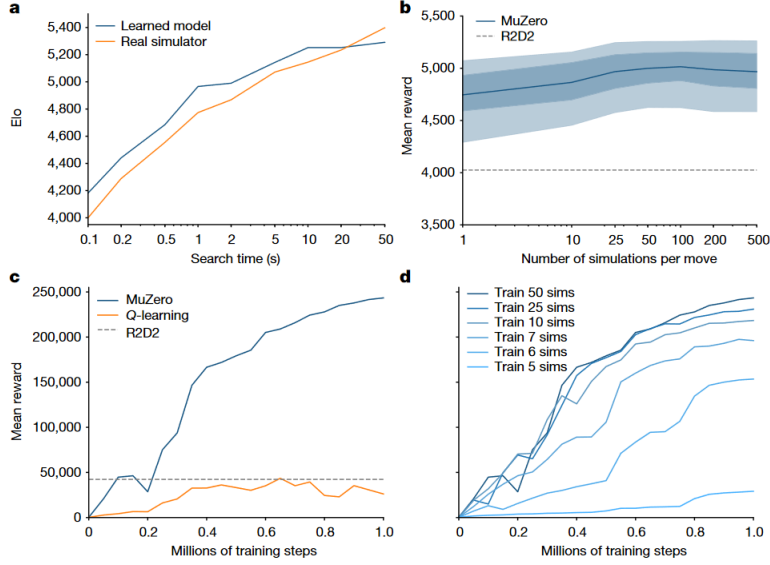 a
Learned model
Real simulator
5,400
5,200
5,000
4,800
4,600
4,400
4,200
4,000
Elo
0.1 0.2 0.5 1 2 5 10 20 50
Search time (s)
b
MuZero
R2D2
5,500
5,000
4,500
4,000
3,500
Mean reward
1 10 25 50 100 200 500
Number of simulations per move
c
MuZero
Q-learning
R2D2
250,000
200,000
150,000
100,000
50,000
0
Mean reward
0 0.2 0.4 0.6 0.8 1.0
Millions of training steps
d
Train 50 sims
Train 25 sims
Train 10 sims
Train 7 sims
Train 6 sims
Train 5 sims
0 0.2 0.4 0.6 0.8 1.0
Millions of training steps